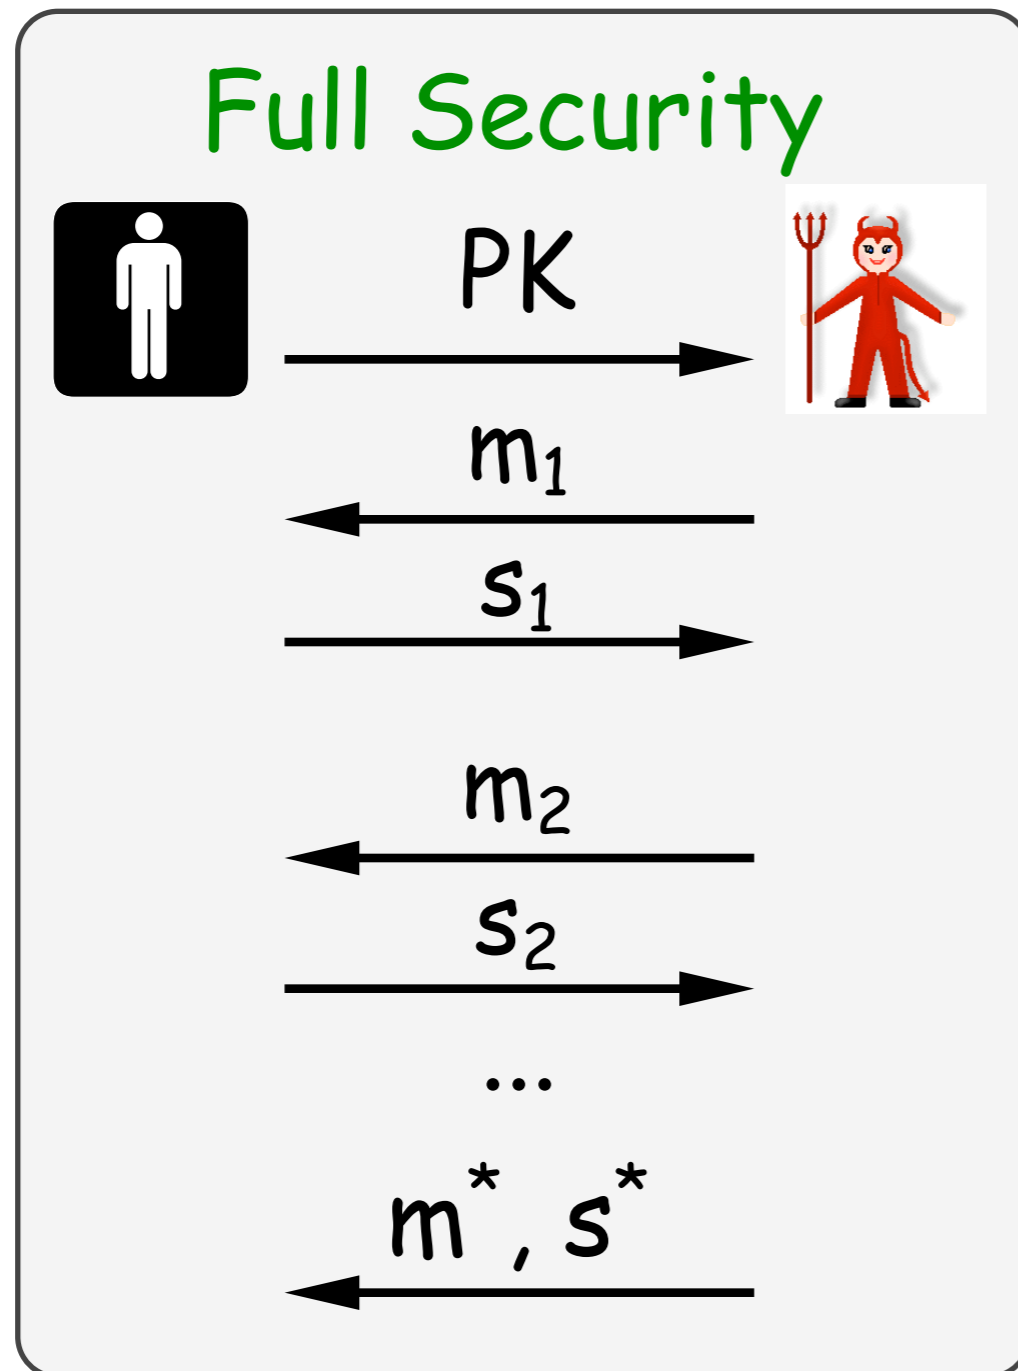 Full Security
PK
m₁
s₁
m₂
s₂
...
m*, s*